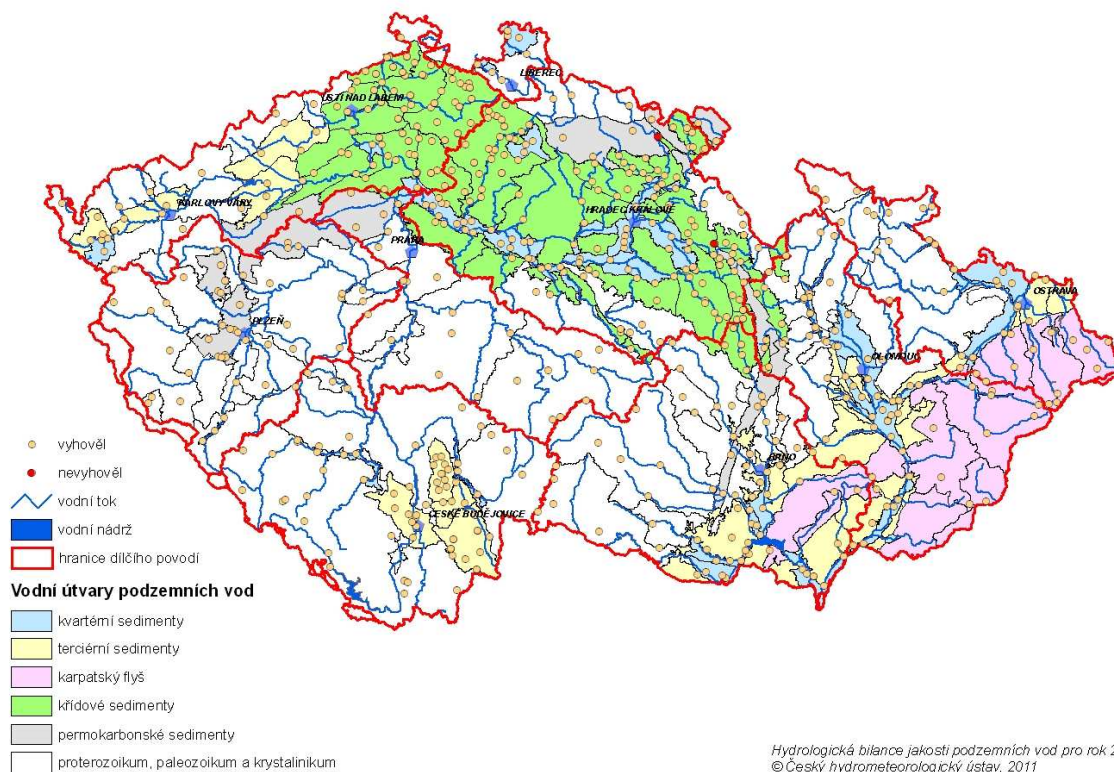 LIBEREC
ÚSTÍ NAD LABEM
KARLOVY VARY
HRADEC KRÁLOVÉ
PRAHA
OSTRAVA
PLZEŇ
OLOMOUC
BRNO
ČESKÉ BUDĚJOVICE
vyhověl
nevyhověl
vodní tok
vodní nádrž
hranice dílčího povodí
Vodní útvary podzemních vod
kvartérní sedimenty
terciérní sedimenty
karpatský flyš
křídové sedimenty
permokarbonské sedimenty
proterozoikum, paleozoikum a krystalinikum
Hydrologická bilance jakosti podzemních vod pro rok 2
© Český hydrometeorologický ústav, 2011